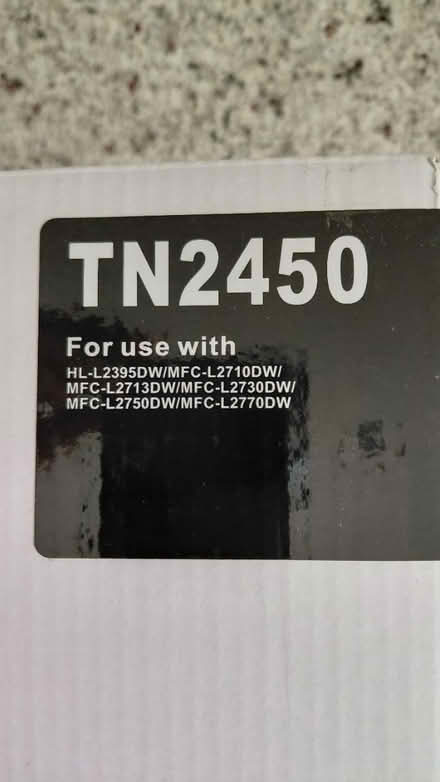 TN2450
For use with
HL-L2395DW/MFC-L2710DW/
MFC-L2713DW/MFC-L2730DW/
MFC-L2750DW/MFC-L2770DW